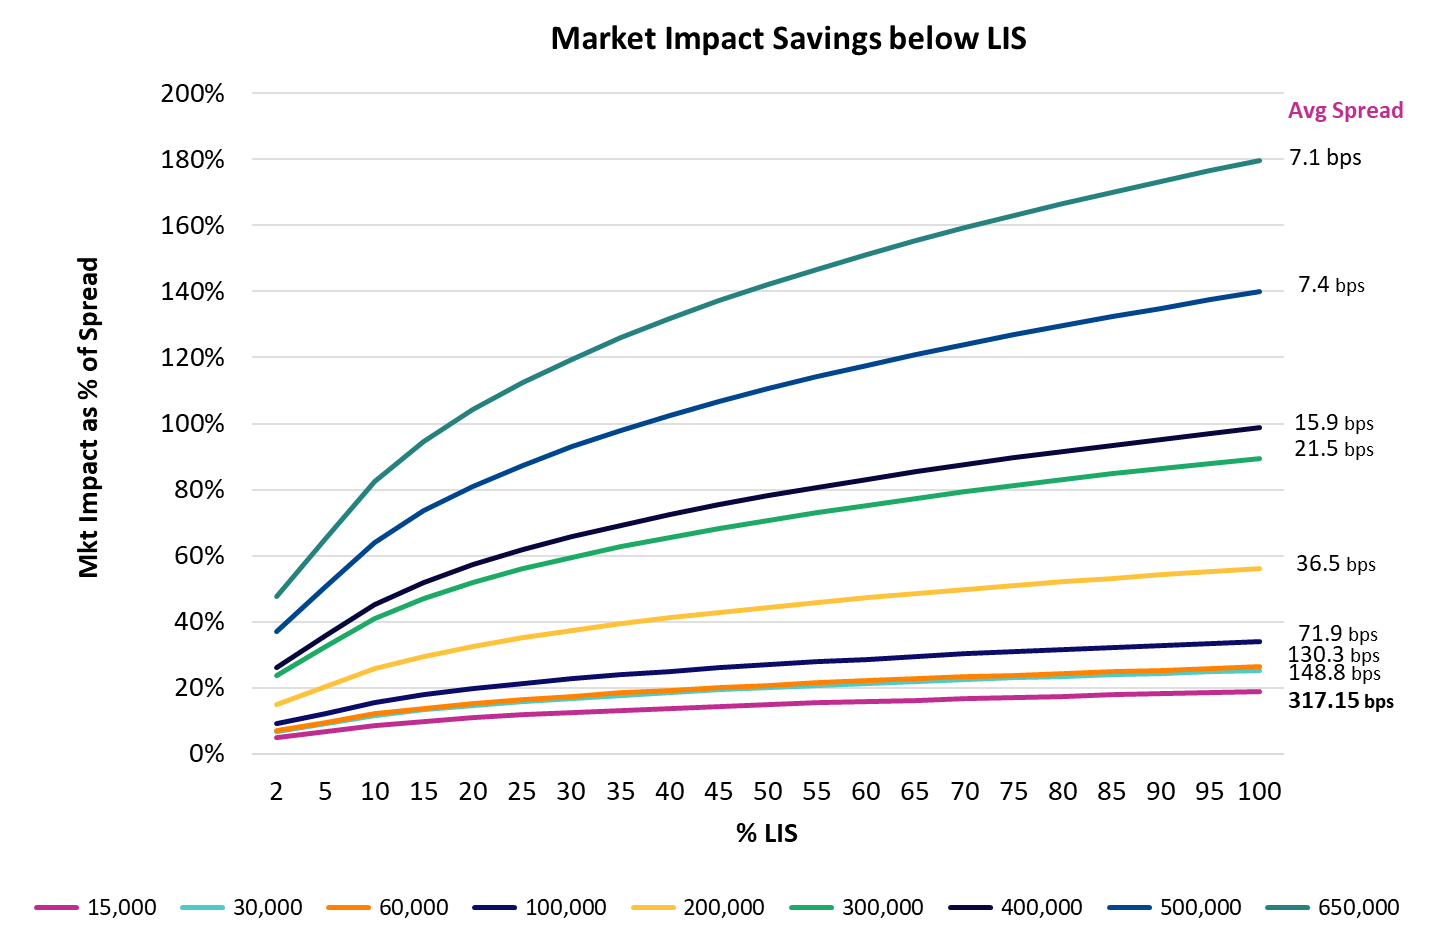 Market Impact Savings below LIS
Mkt Impact as % of Spread
200%
180%
160%
140%
120%
100%
80%
60%
40%
20%
0%
Avg Spread
7.1 bps
7.4 bps
15.9 bps
21.5 bps
36.5 bps
71.9 bps
130.3 bps
148.8 bps
317.15 bps
2 5 10 15 20 25 30 35 40 45 50 55 60 65 70 75 80 85 90 95 100
% LIS
15,000 30,000 60,000 100,000 200,000 300,000 400,000 500,000 650,000